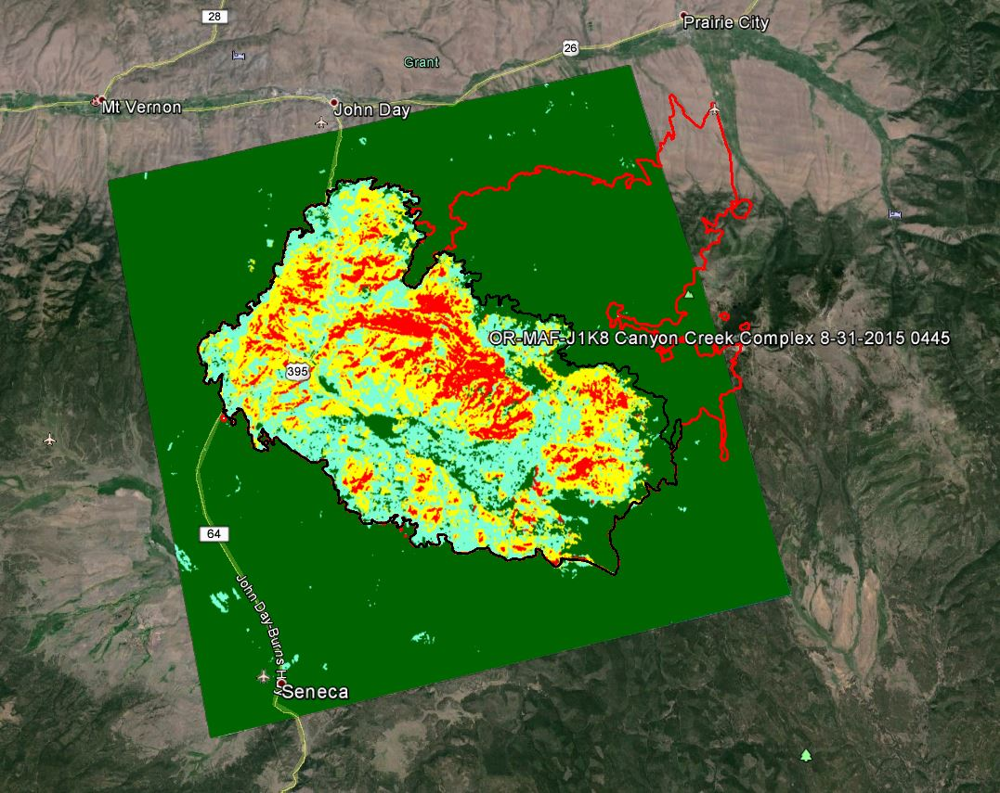 28
Prairie City
26
Grant
Mt Vernon
John Day
OR-MAF-J1K8 Canyon Creek Complex 8-31-2015 0445
395
64
John Day-Burns Hwy
Seneca